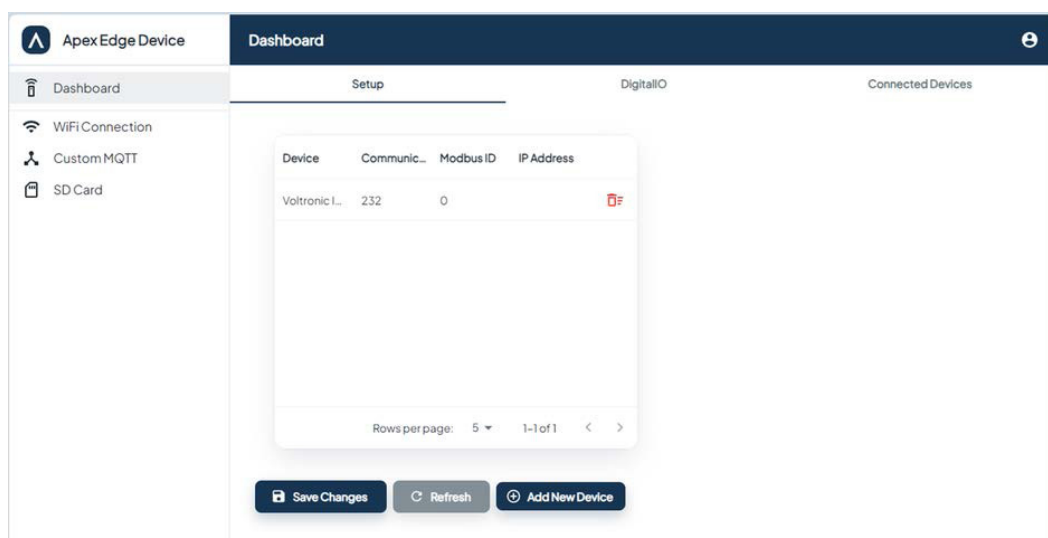 Apex Edge Device
Dashboard
Dashboard
WiFi Connection
Custom MQTT
SD Card
Setup
DigitalIO
Connected Devices
Device Communic... Modbus ID IP Address
Voltronic I... 232 0
Rows per page: 5 1-1 of 1
Save Changes Refresh Add New Device